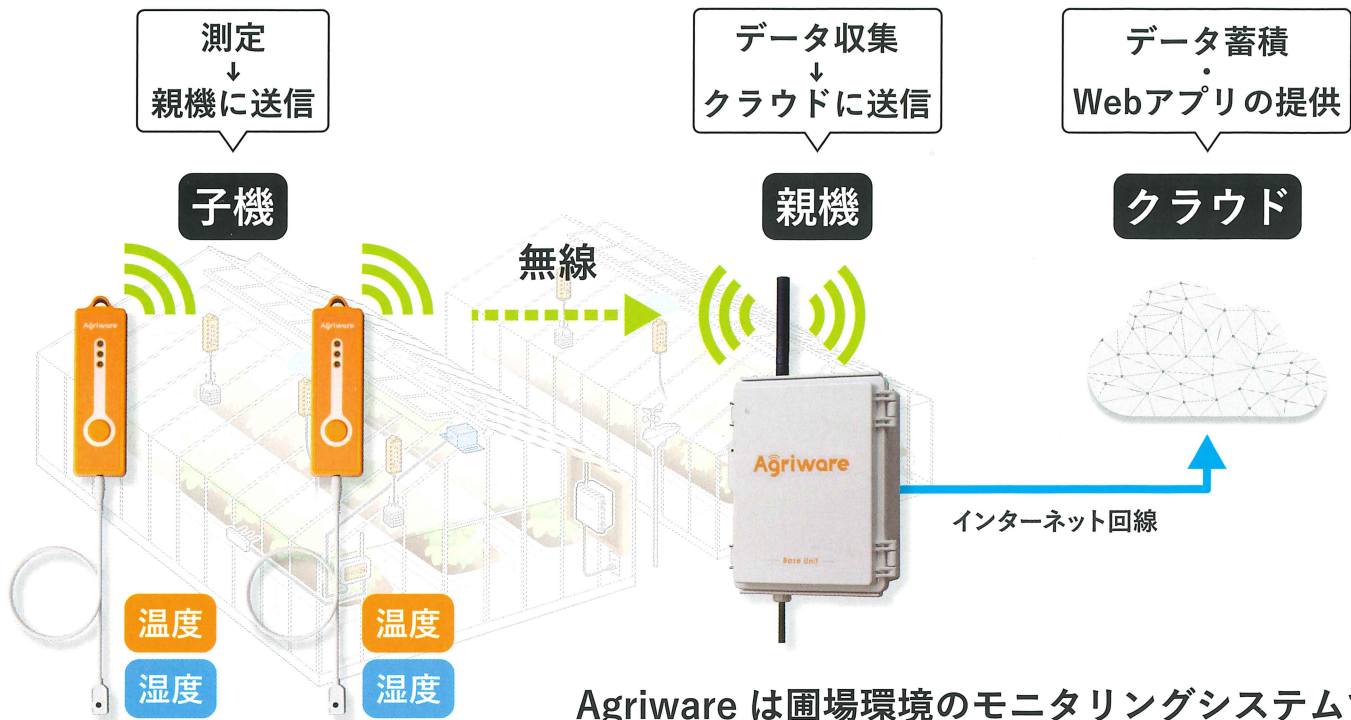 測定
↓
親機に送信
データ収集
↓
クラウドに送信
データ蓄積
・
Webアプリの提供
子機
親機
クラウド
無線
Agriware
Agriware
Agriware
Base Unit
インターネット回線
温度
湿度
温度
湿度
Agriware は圃場環境のモニタリングシステム